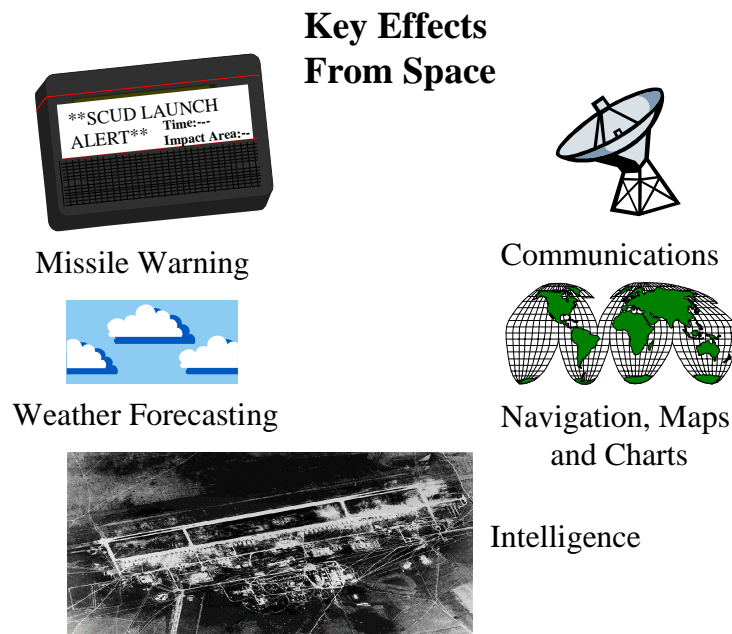 Key Effects
From Space
**SCUD LAUNCH
ALERT** Time:---
Impact Area:--
Missile Warning
Communications
Weather Forecasting
Navigation, Maps
and Charts
Intelligence